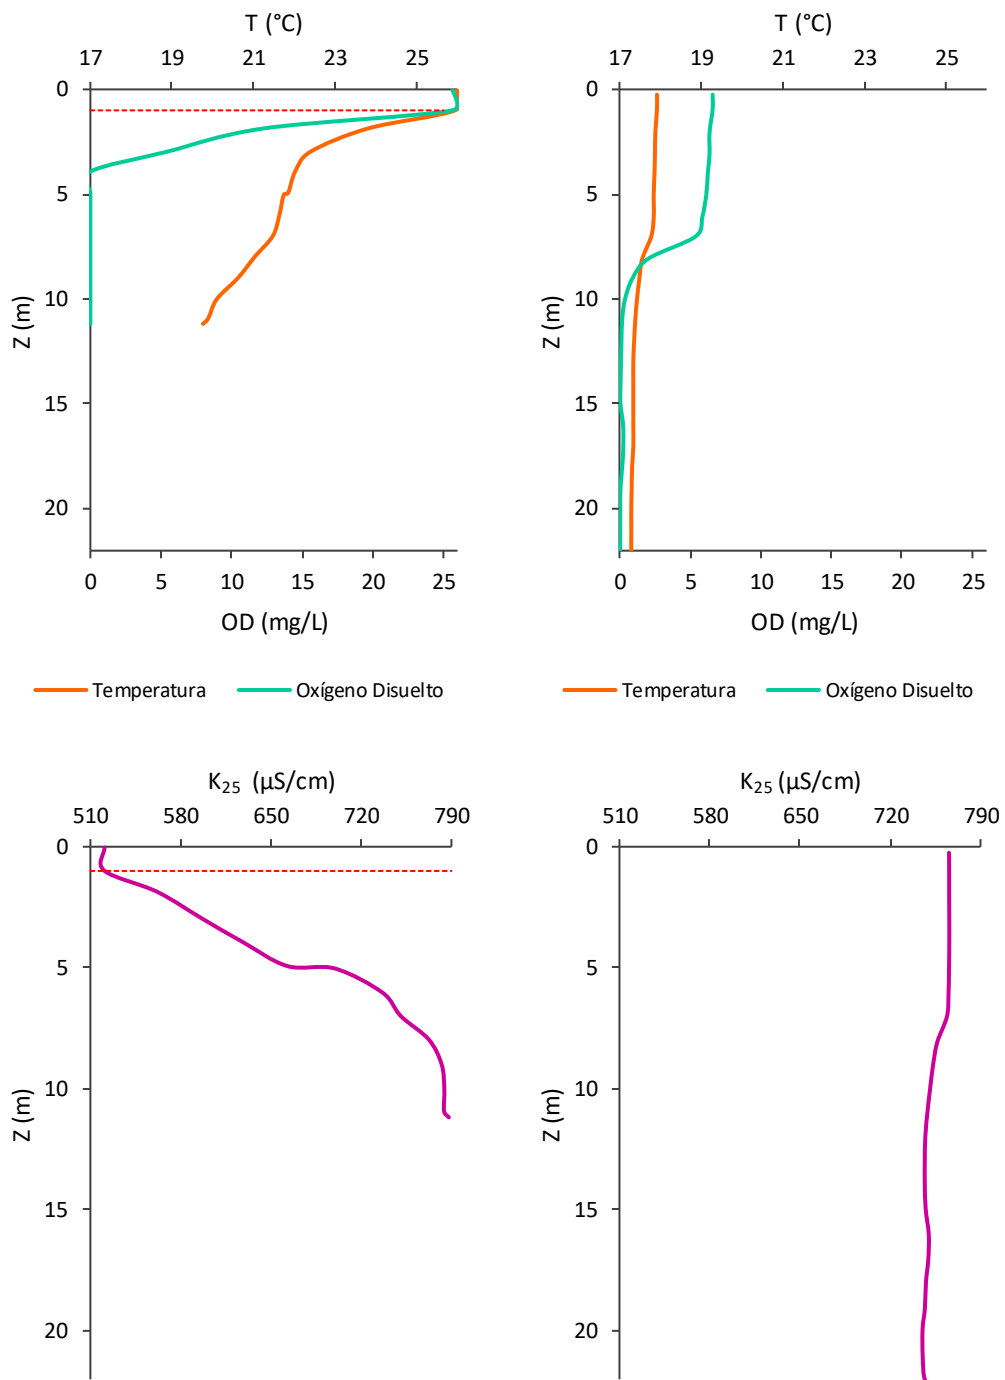 T (°C)
17 19 21 23 25
0
5
10
15
20
Z (m)
0 5 10 15 20 25
OD (mg/L)
Temperatura Oxígeno Disuelto
T (°C)
17 19 21 23 25
0
5
10
15
20
Z (m)
0 5 10 15 20 25
OD (mg/L)
Temperatura Oxígeno Disuelto
K₂₅ (µS/cm)
510 580 650 720 790
0
5
10
15
20
Z (m)
K₂₅ (µS/cm)
510 580 650 720 790
0
5
10
15
20
Z (m)